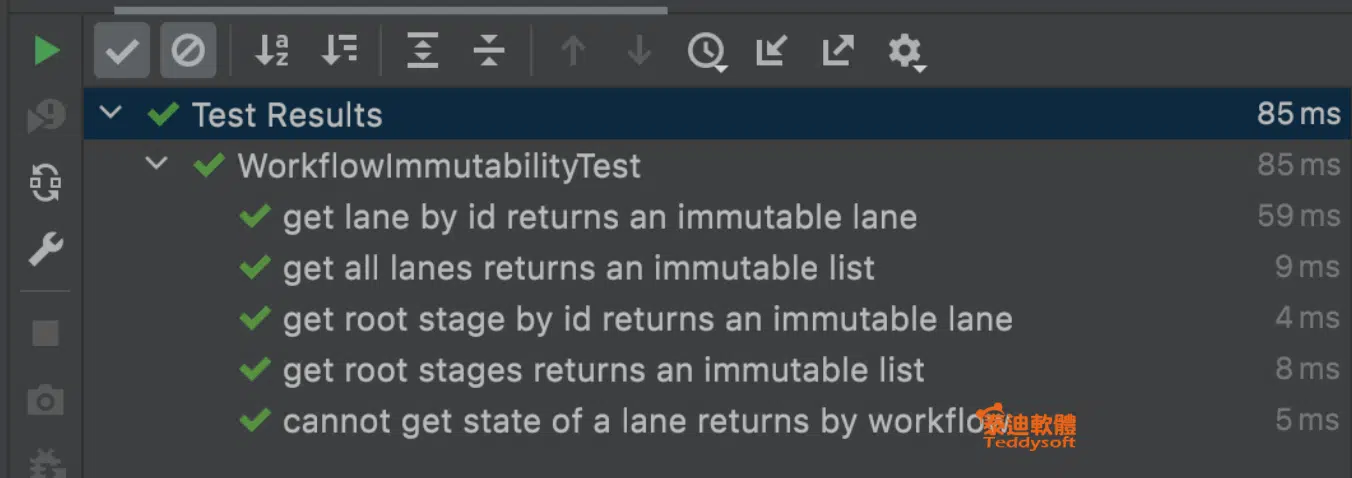 Test Results 85 ms
WorkflowImmutabilityTest 85 ms
get lane by id returns an immutable lane 59 ms
get all lanes returns an immutable list 9 ms
get root stage by id returns an immutable lane 4 ms
get root stages returns an immutable list 8 ms
cannot get state of a lane returns by workflow 5 ms
泰迪軟體
Teddysoft